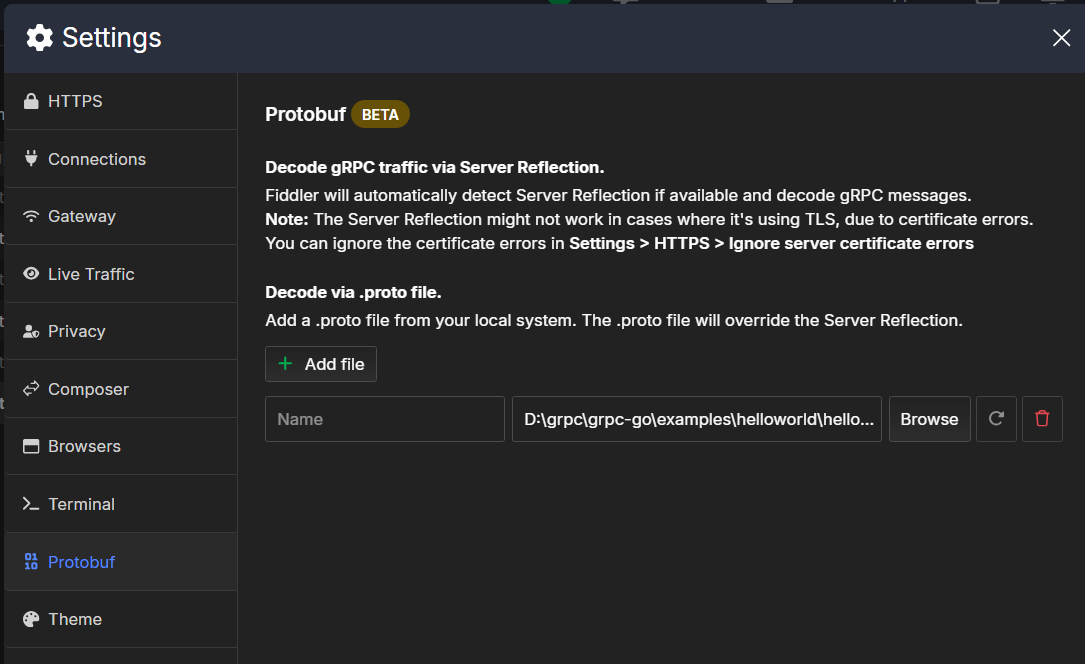 Settings
HTTPS
Connections
Gateway
Live Traffic
Privacy
Composer
Browsers
Terminal
Protobuf
Theme
Protobuf BETA
Decode gRPC traffic via Server Reflection.
Fiddler will automatically detect Server Reflection if available and decode gRPC messages.
Note: The Server Reflection might not work in cases where it's using TLS, due to certificate errors.
You can ignore the certificate errors in Settings > HTTPS > Ignore server certificate errors
Decode via .proto file.
Add a .proto file from your local system. The .proto file will override the Server Reflection.
Add file
Name
D:\grpc\grpc-go\examples\helloworld\hello...
Browse